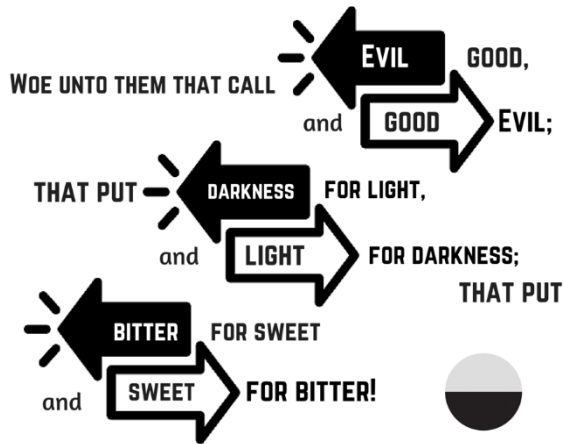 Woe unto them that call Evil good,
and good Evil;
that put darkness for light,
and light for darkness;
that put
bitter for sweet
and sweet for bitter!